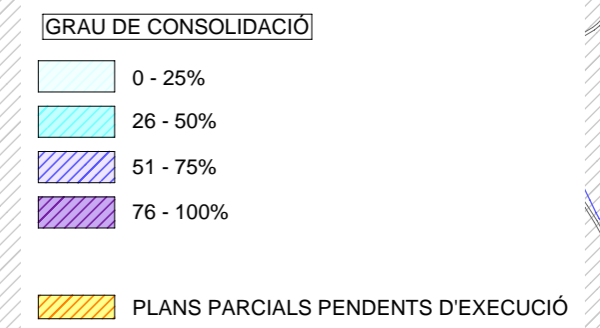 GRAU DE CONSOLIDACIÓ
0 - 25%
26 - 50%
51 - 75%
76 - 100%
PLANS PARCIALS PENDENTS D'EXECUCIÓ